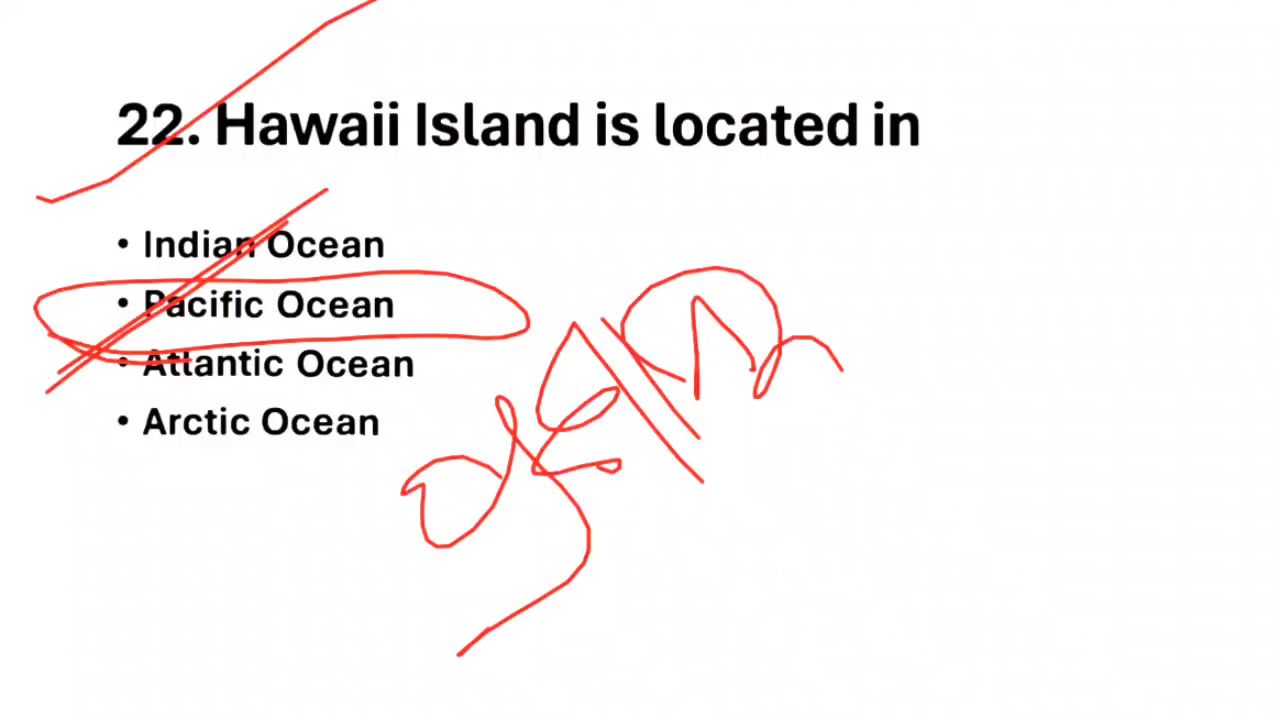 22. Hawaii Island is located in
• Indian Ocean
• Pacific Ocean
• Atlantic Ocean
• Arctic Ocean